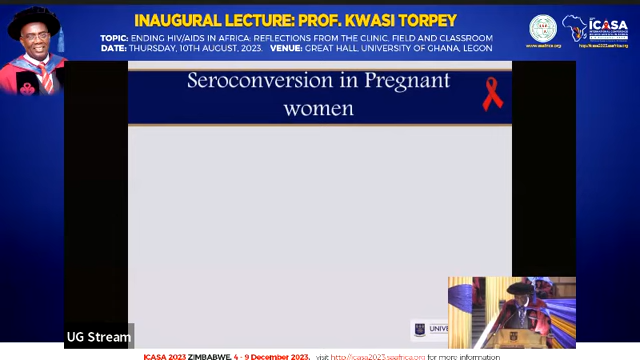 INAUGURAL LECTURE: PROF. KWASI TORPEY
TOPIC: ENDING HIV/AIDS IN AFRICA: REFLECTIONS FROM THE CLINIC, FIELD AND CLASSROOM
DATE: THURSDAY, 10TH AUGUST, 2023. VENUE: GREAT HALL, UNIVERSITY OF GHANA, LEGON
ICASA
Seroconversion in Pregnant
women
UG Stream
ICASA 2023 ZIMBABWE, 4 - 9 December 2023, visit http://icasa2023.saafrica.org for more information